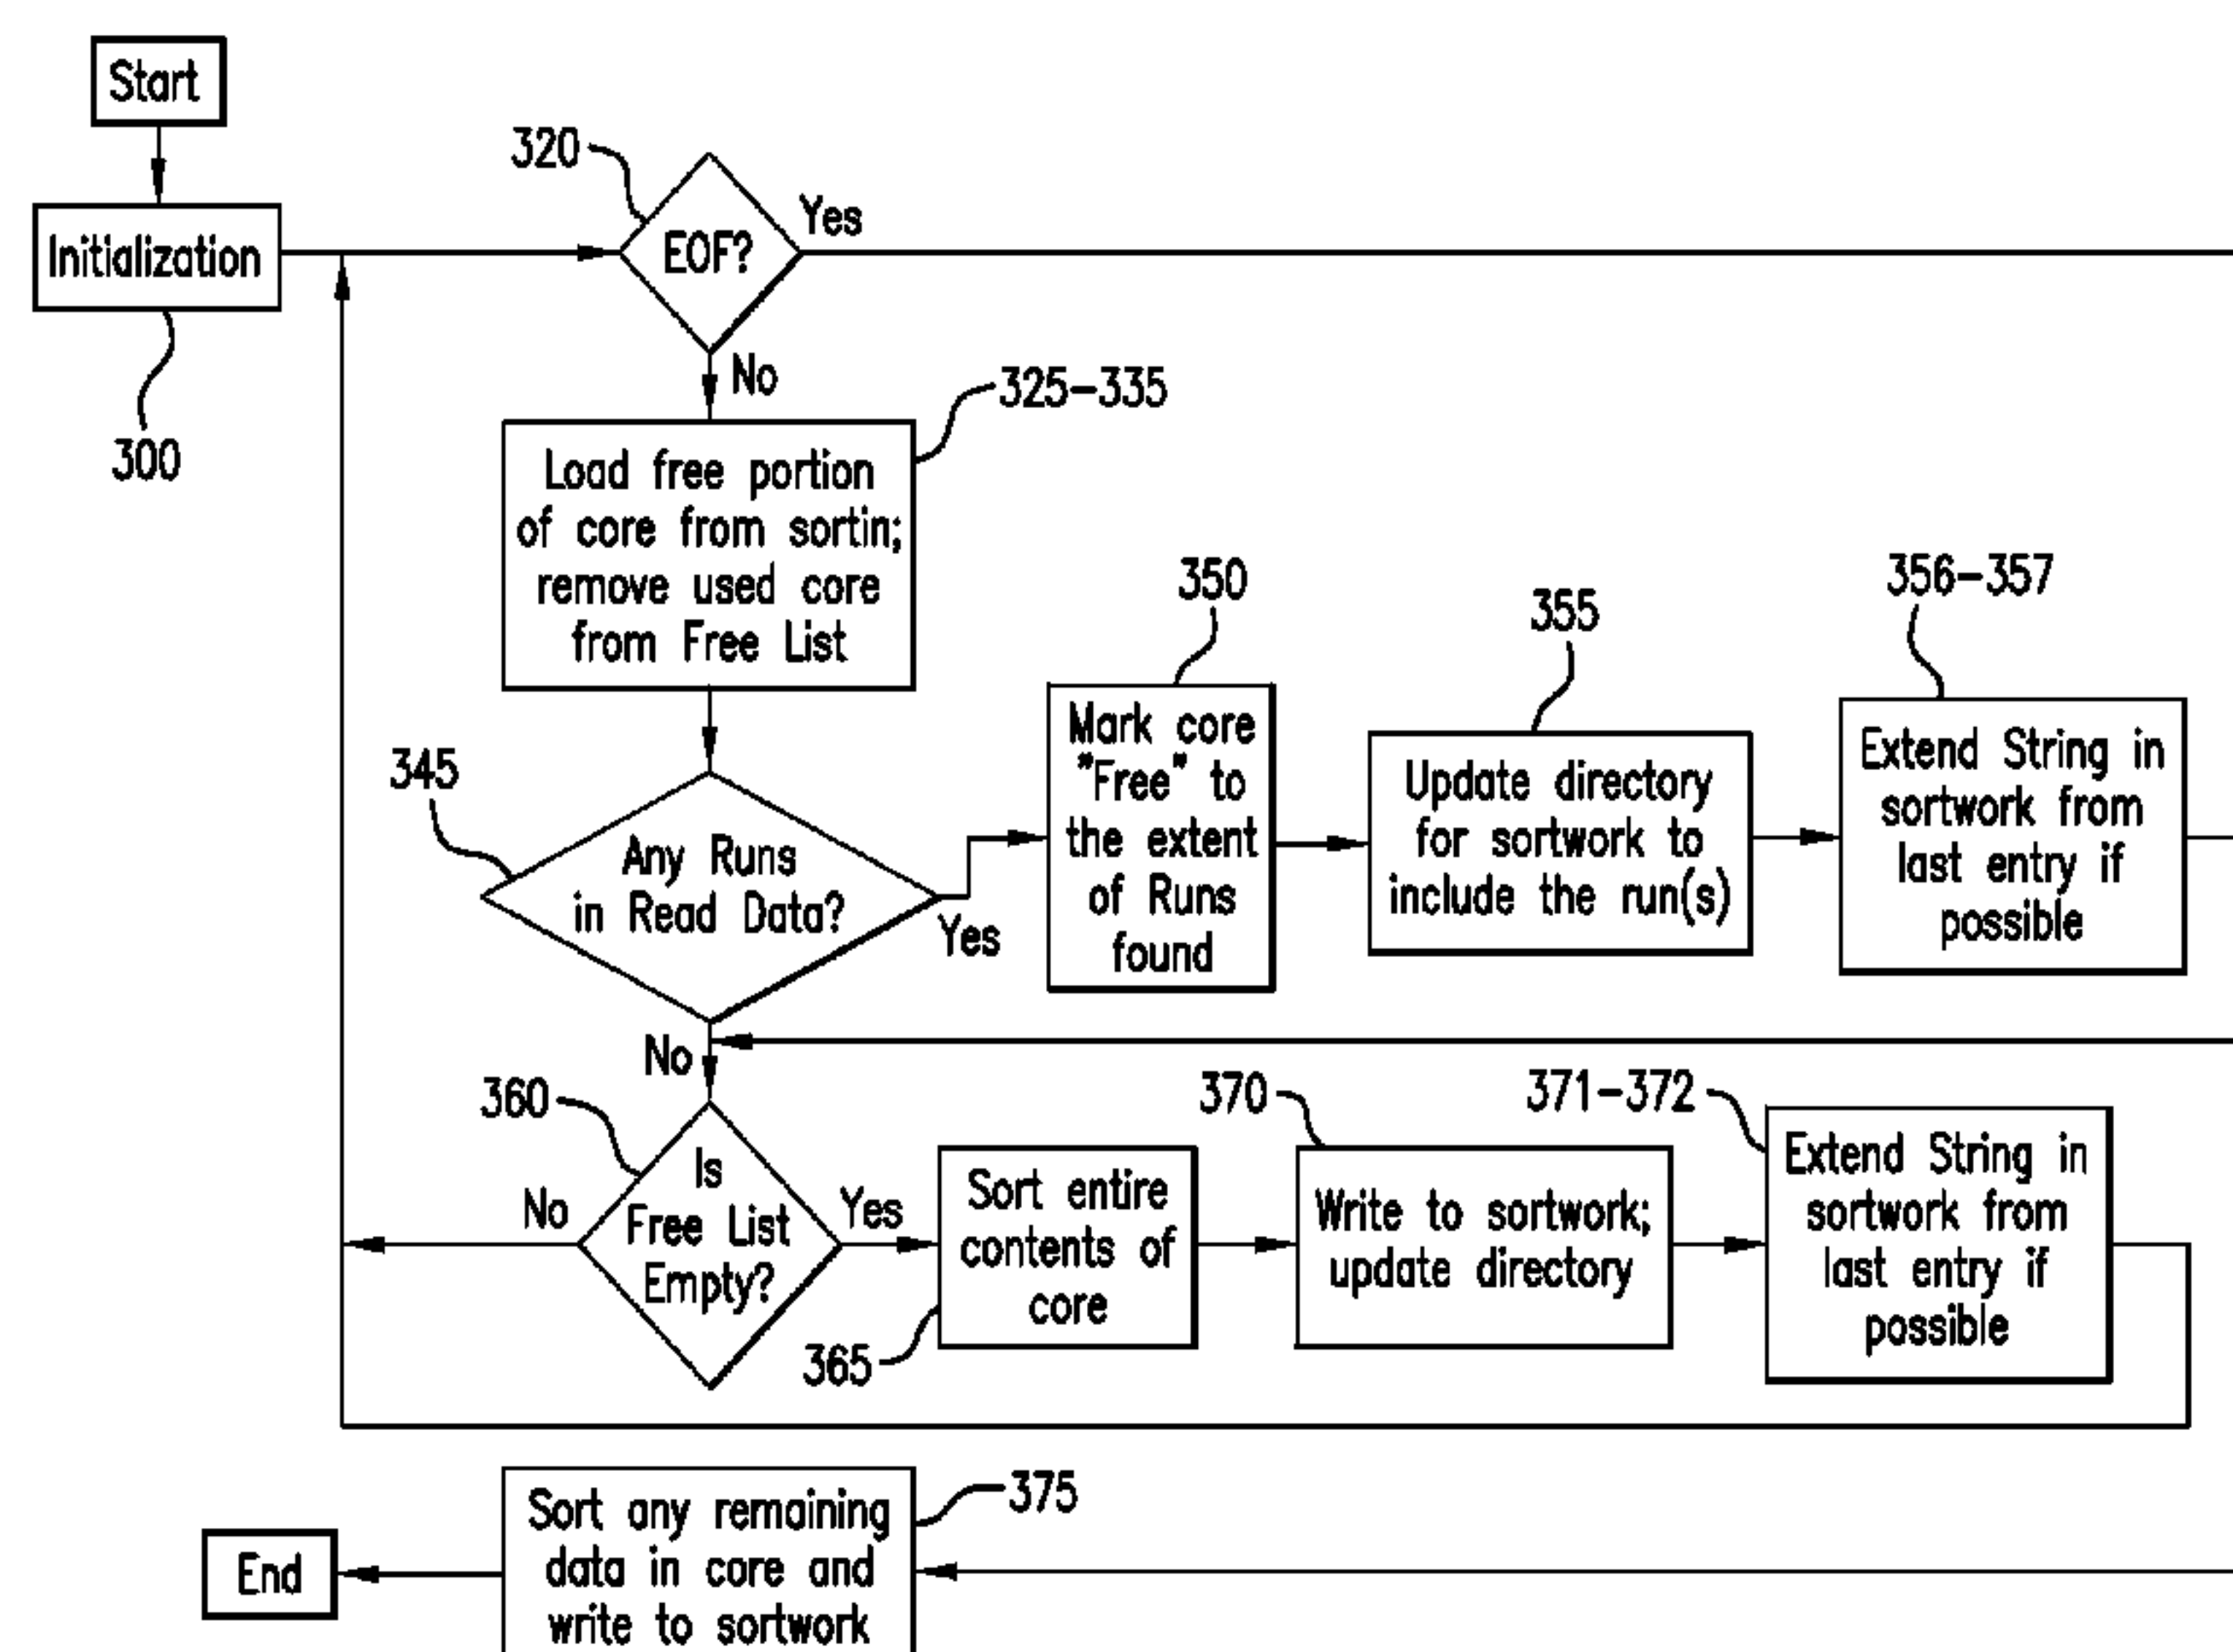 Start
320
Yes
EOF?
Initialization
No
325-335
300
Load free portion
of core from sortin;
remove used core
from Free List
350
355
356-357
345
Mark core
"Free" to
the extent
of Runs
found
Update directory
for sortwork to
include the run(s)
Extend String in
sortwork from
last entry if
possible
Any Runs
in Read Data?
Yes
No
360
370
371-372
Is
Free List
Empty?
No
Yes
Sort entire
contents of
core
365
Write to sortwork;
update directory
Extend String in
sortwork from
last entry if
possible
375
Sort any remaining
data in core and
write to sortwork
End